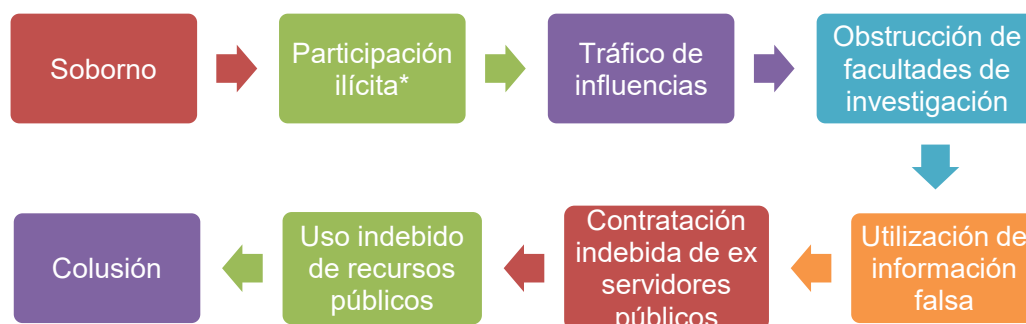 Soborno
Participación
ilícita*
Tráfico de
influencias
Obstrucción de
facultades de
investigación
Utilización de
información
falsa
Contratación
indebida de ex
servidores
públicos
Uso indebido
de recursos
públicos
Colusión